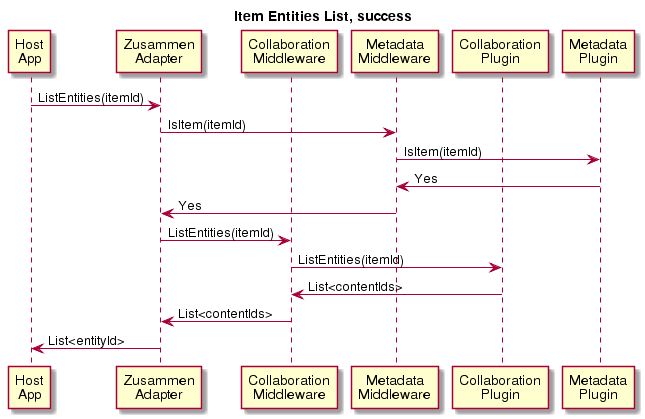 Item Entities List, success
Host
App
Zusammen
Adapter
Collaboration
Middleware
Metadata
Middleware
Collaboration
Plugin
Metadata
Plugin
ListEntities(itemId)
IsItem(itemId)
IsItem(itemId)
Yes
Yes
ListEntities(itemId)
ListEntities(itemId)
List<contentIds>
List<contentIds>
List<entityId>
Host
App
Zusammen
Adapter
Collaboration
Middleware
Metadata
Middleware
Collaboration
Plugin
Metadata
Plugin